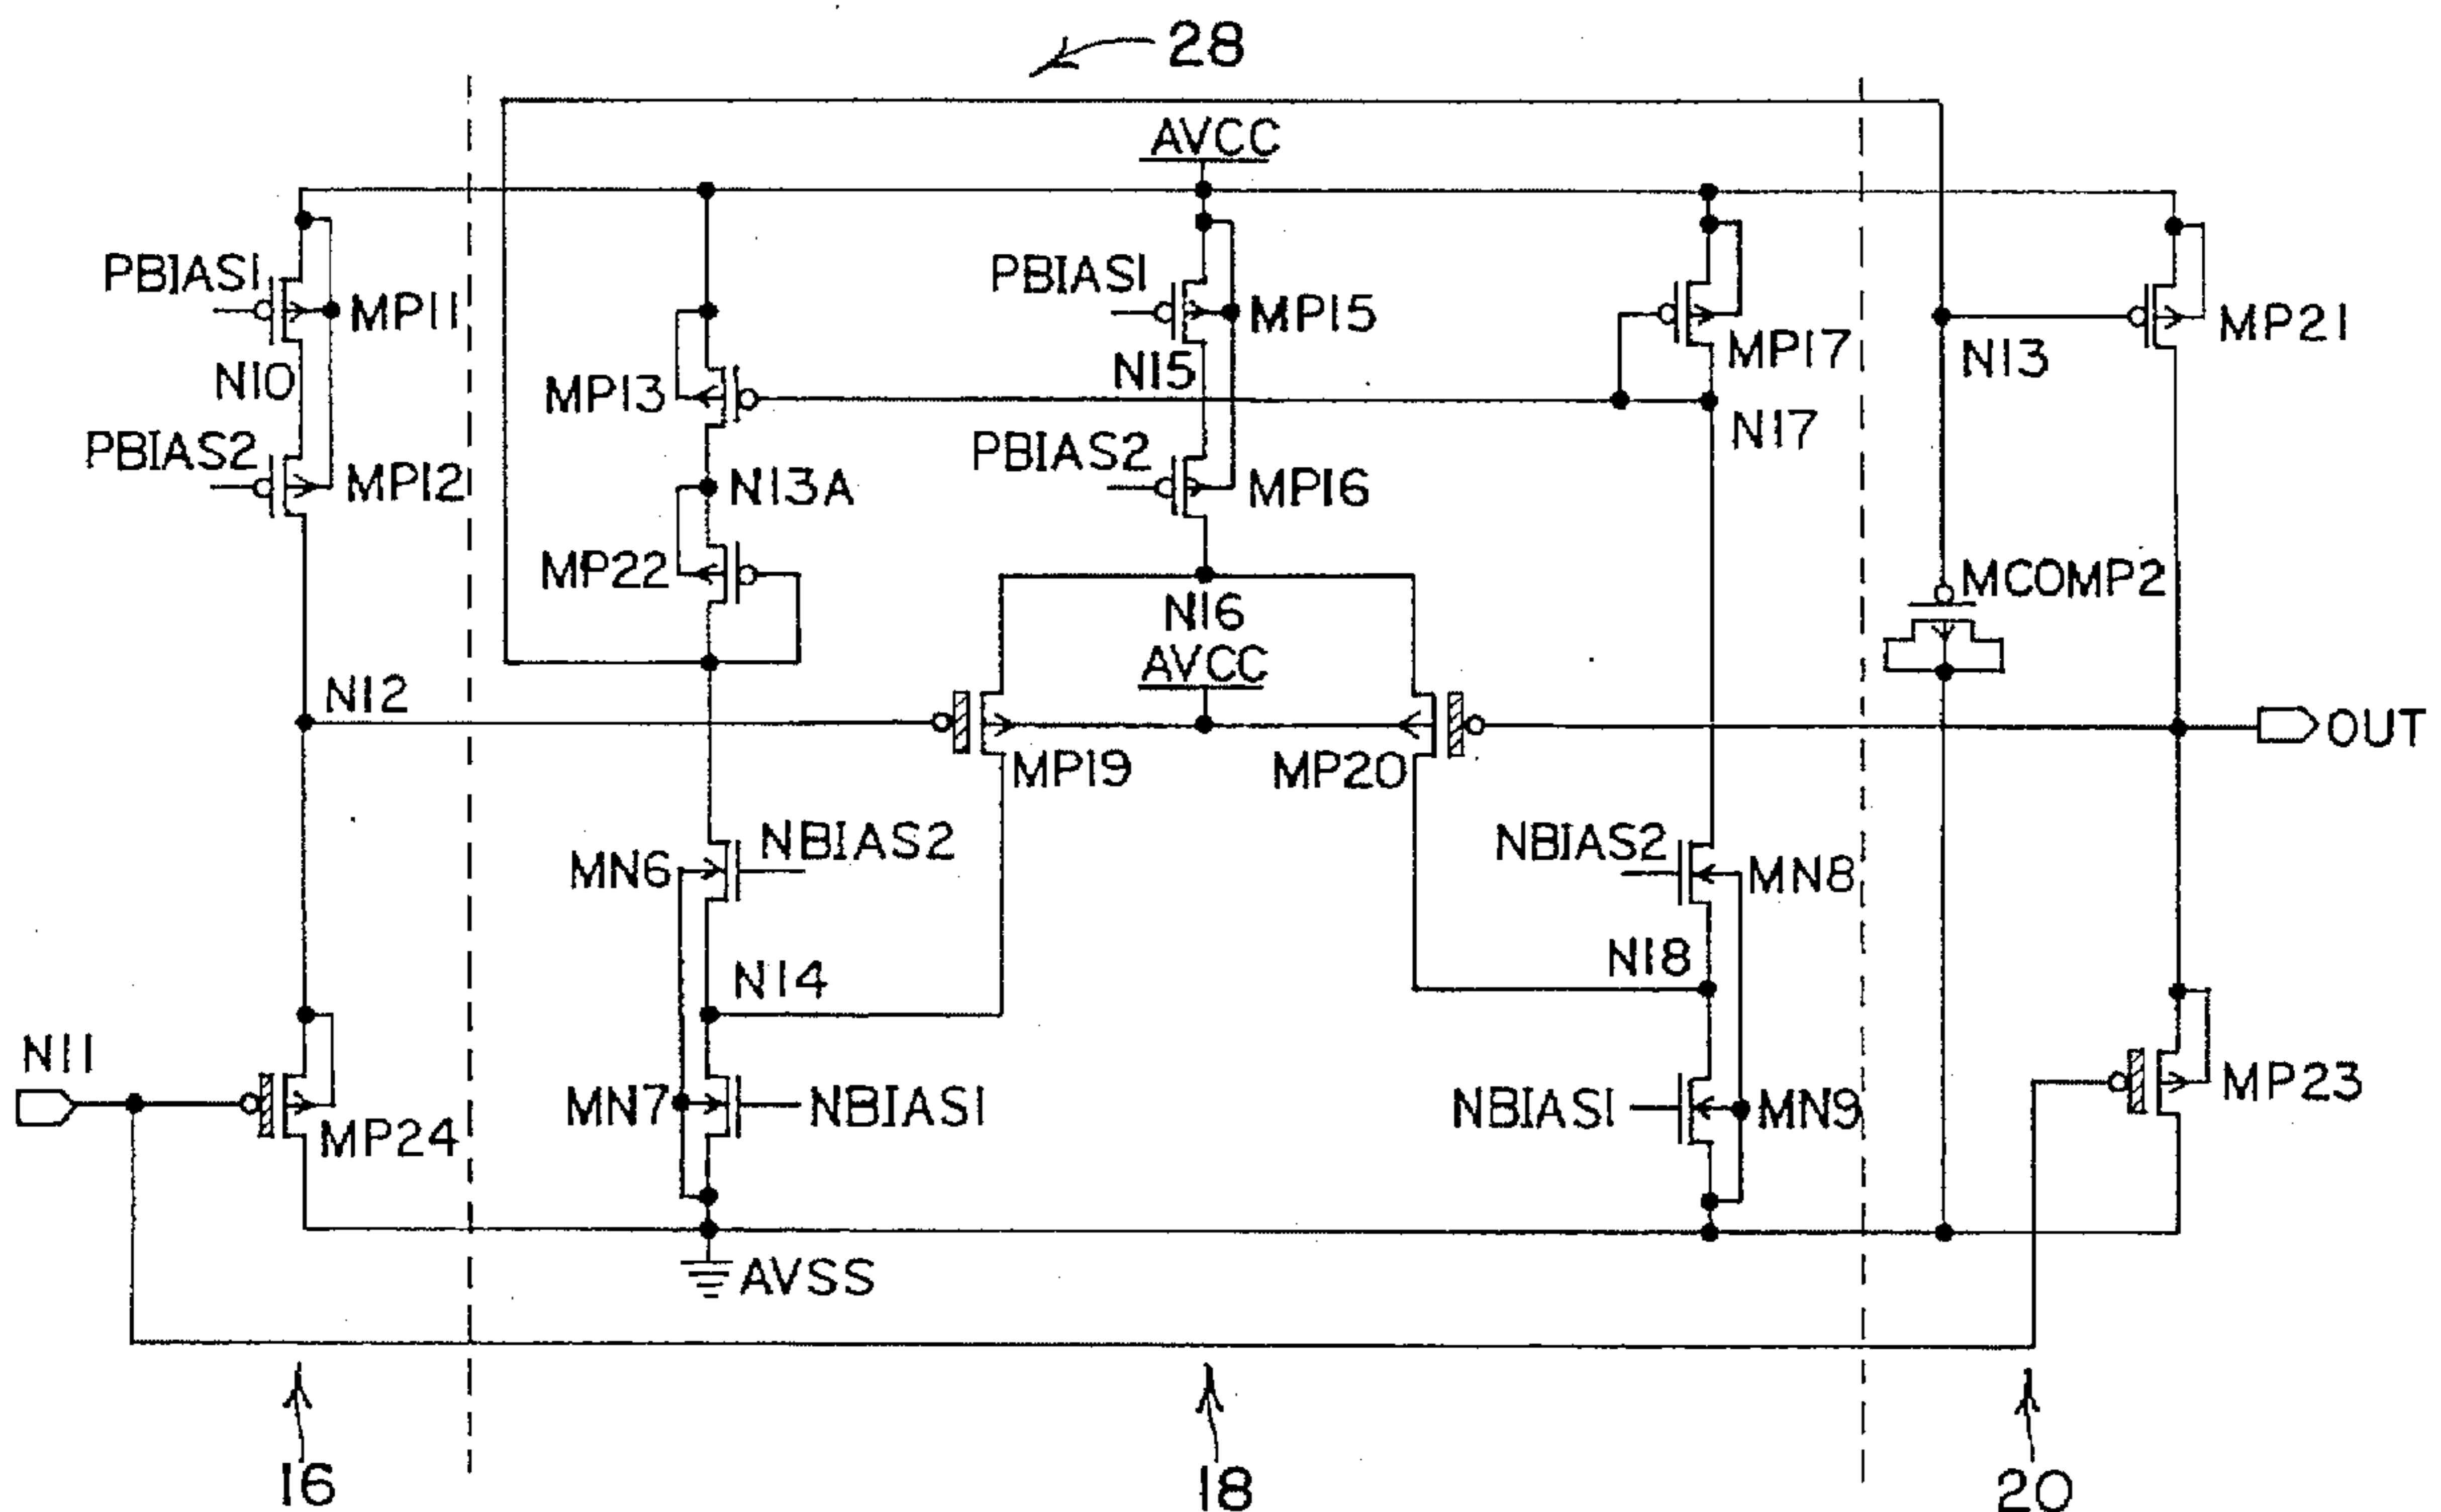 28
AVCC
PBIAS1
MP11
N10
PBIAS2
MP12
MP13
N13A
MP22
PBIAS1
MP15
N15
PBIAS2
MP16
N16
AVCC
MP17
N17
N13
MP21
MCOMP2
N12
MP19
MP20
OUT
MN6
NBIAS2
NBIAS2
MN8
N14
N18
N11
MP24
MN7
NBIAS1
NBIAS1
MN9
MP23
AVSS
16
18
20